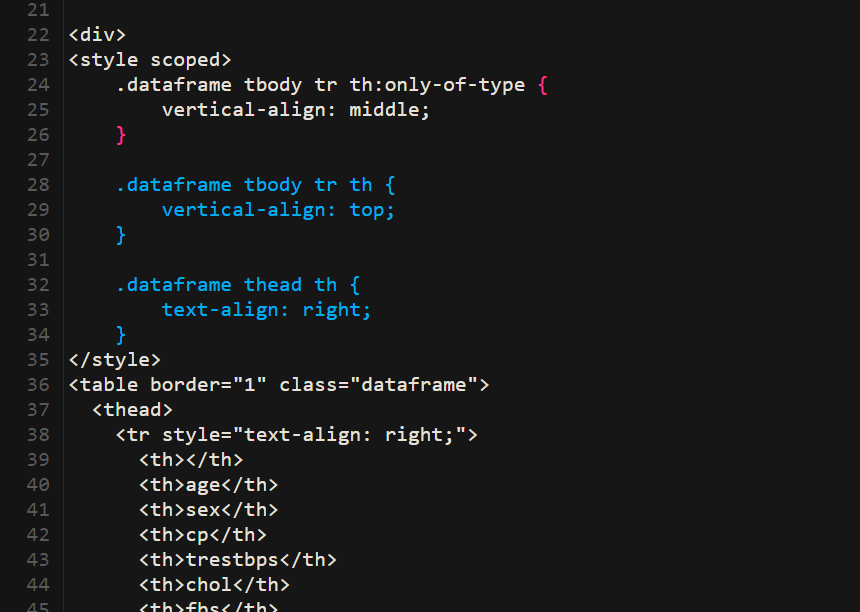 21
22 <div>
23 <style scoped>
24     .dataframe tbody tr th:only-of-type {
25         vertical-align: middle;
26     }
27
28     .dataframe tbody tr th {
29         vertical-align: top;
30     }
31
32     .dataframe thead th {
33         text-align: right;
34     }
35 </style>
36 <table border="1" class="dataframe">
37   <thead>
38     <tr style="text-align: right;">
39       <th></th>
40       <th>age</th>
41       <th>sex</th>
42       <th>cp</th>
43       <th>trestbps</th>
44       <th>chol</th>
45       <th>fbs</th>